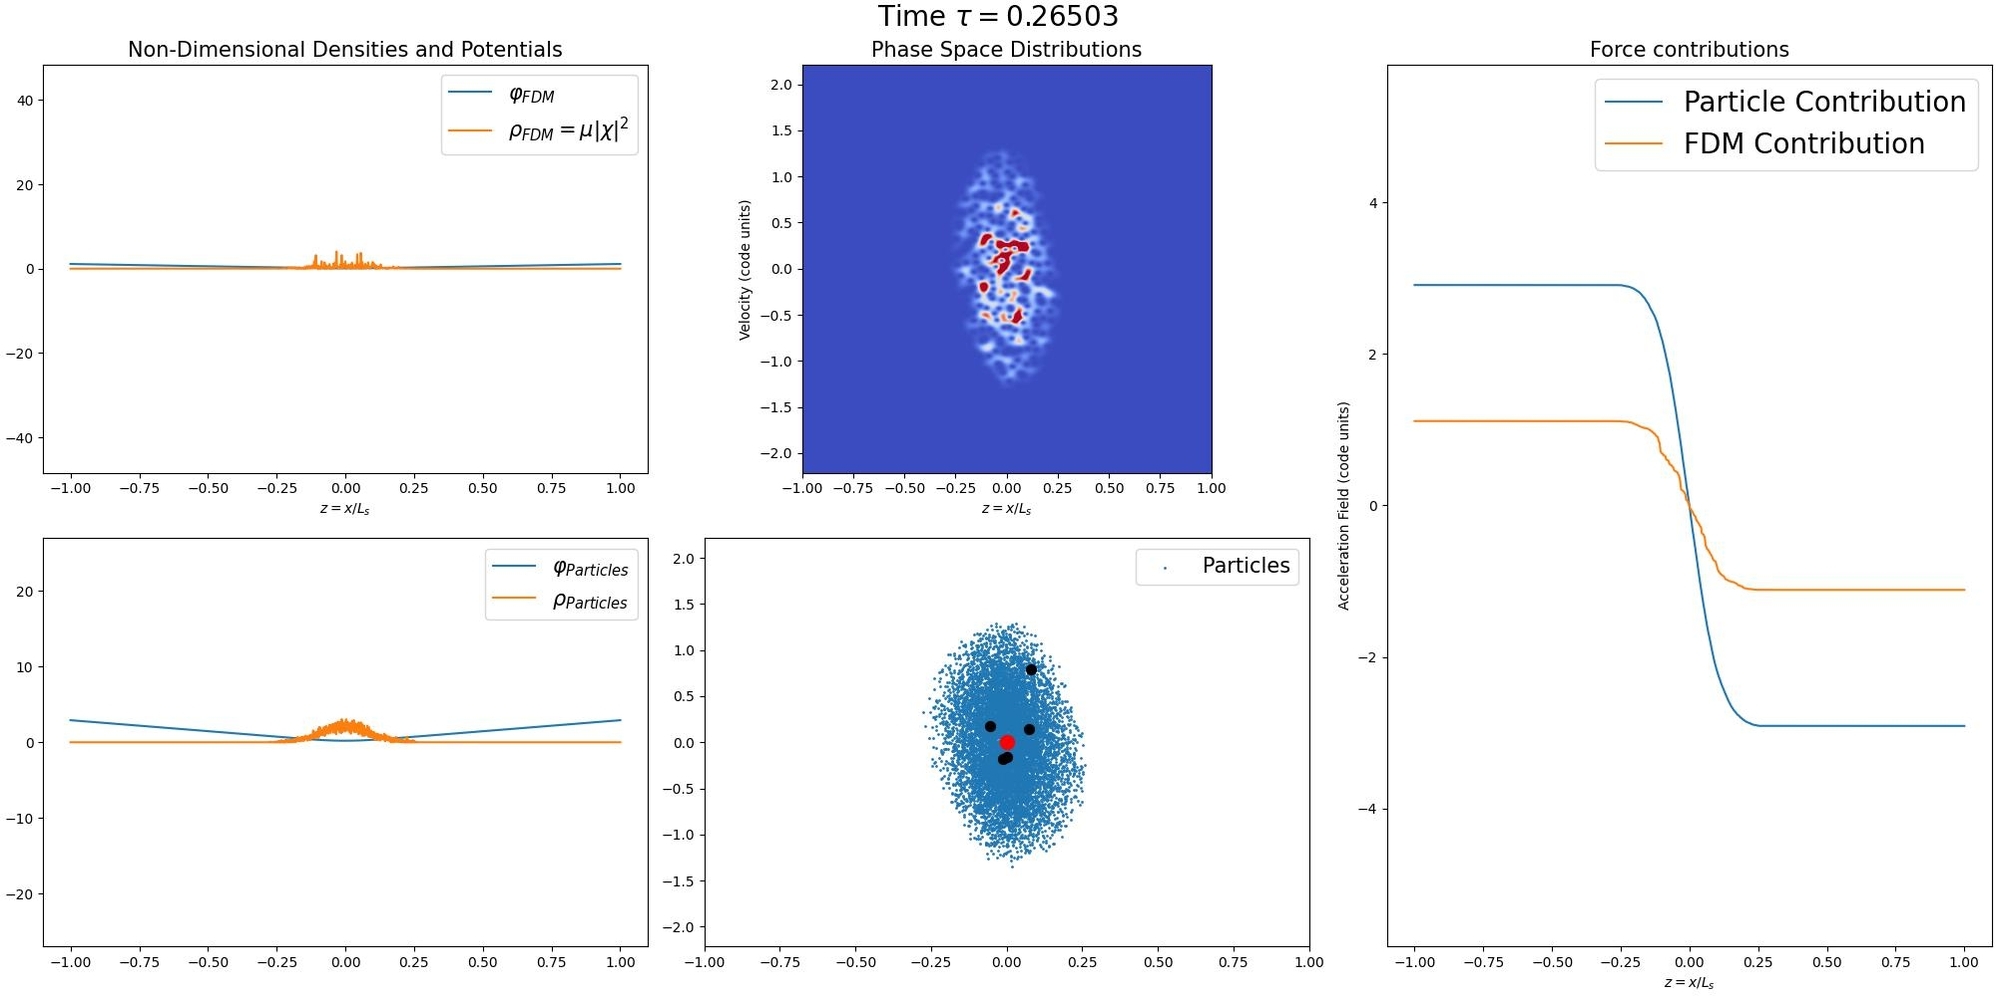 Time τ = 0.26503
Non-Dimensional Densities and Potentials
φ_FDM
ρ_FDM = μ|χ|²
40
20
0
−20
−40
−1.00 −0.75 −0.50 −0.25 0.00 0.25 0.50 0.75 1.00
z = x/L_s
Phase Space Distributions
Velocity (code units)
2.0
1.5
1.0
0.5
0.0
−0.5
−1.0
−1.5
−2.0
−1.00 −0.75 −0.50 −0.25 0.00 0.25 0.50 0.75 1.00
z = x/L_s
φ_Particles
ρ_Particles
20
10
0
−10
−20
−1.00 −0.75 −0.50 −0.25 0.00 0.25 0.50 0.75 1.00
Particles
2.0
1.5
1.0
0.5
0.0
−0.5
−1.0
−1.5
−2.0
−1.00 −0.75 −0.50 −0.25 0.00 0.25 0.50 0.75 1.00
Force contributions
Particle Contribution
FDM Contribution
Acceleration Field (code units)
4
2
0
−2
−4
−1.00 −0.75 −0.50 −0.25 0.00 0.25 0.50 0.75 1.00
z = x/L_s